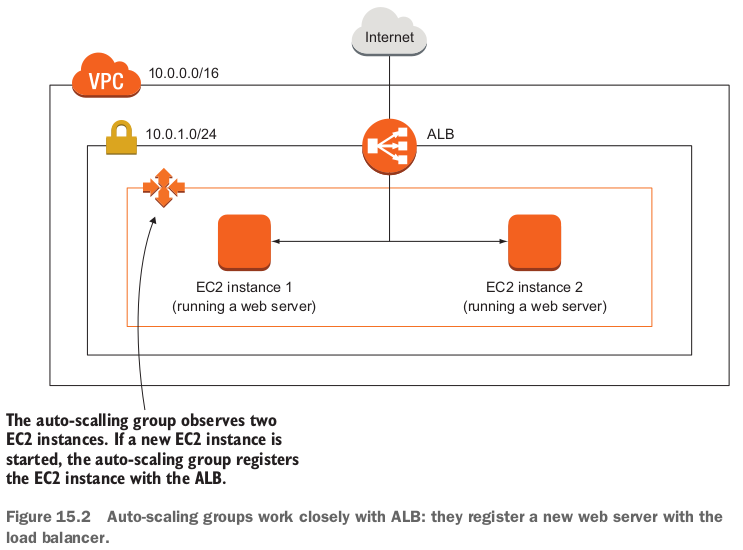 Internet
VPC
10.0.0.0/16
10.0.1.0/24
ALB
EC2 instance 1
(running a web server)
EC2 instance 2
(running a web server)
The auto-scalling group observes two
EC2 instances. If a new EC2 instance is
started, the auto-scaling group registers
the EC2 instance with the ALB.
Figure 15.2 Auto-scaling groups work closely with ALB: they register a new web server with the
load balancer.